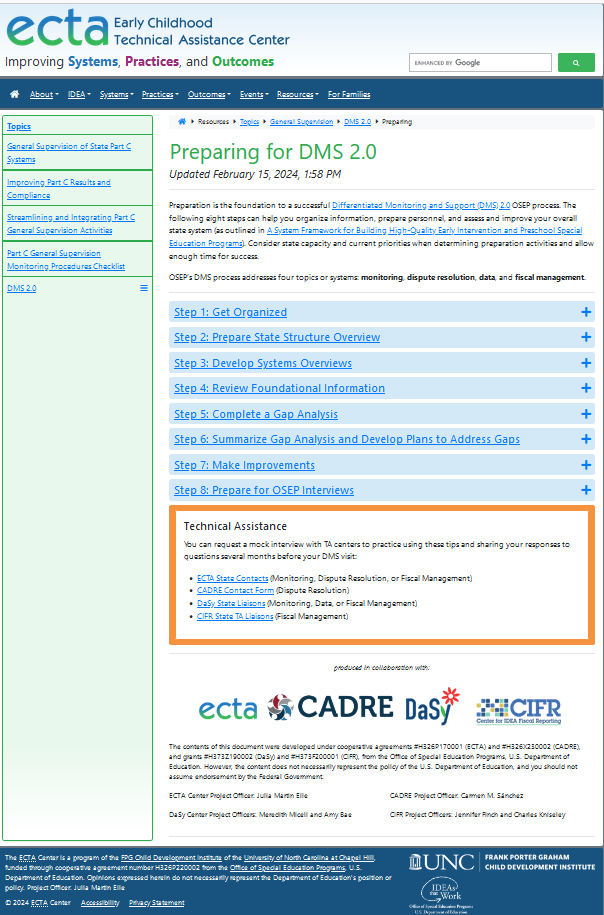 ecta Early Childhood
Technical Assistance Center
Improving Systems, Practices, and Outcomes
ENHANCED BY Google
About IDEA Systems Practices Outcomes Events Resources For Families
Topics
General Supervision of State Part C
Systems
Improving Part C Results and
Compliance
Streamlining and Integrating Part C
General Supervision Activities
Part C General Supervision
Monitoring Procedures Checklist
DMS 2.0
Resources Topics General Supervision DMS 2.0 Preparing
Preparing for DMS 2.0
Updated February 15, 2024, 1:58 PM
Preparation is the foundation to a successful Differentiated Monitoring and Support (DMS) 2.0 OSEP process. The
following eight steps can help you organize information, prepare personnel, and assess and improve your overall
state system (as outlined in A System Framework for Building High-Quality Early Intervention and Preschool Special
Education Programs). Consider state capacity and current priorities when determining preparation activities and allow
enough time for success.
OSEP's DMS process addresses four topics or systems: monitoring, dispute resolution, data, and fiscal management.
Step 1: Get Organized
Step 2: Prepare State Structure Overview
Step 3: Develop Systems Overviews
Step 4: Review Foundational Information
Step 5: Complete a Gap Analysis
Step 6: Summarize Gap Analysis and Develop Plans to Address Gaps
Step 7: Make Improvements
Step 8: Prepare for OSEP Interviews
Technical Assistance
You can request a mock interview with TA centers to practice using these tips and sharing your responses to
questions several months before your DMS visit:
• ECTA State Contacts (Monitoring, Dispute Resolution, or Fiscal Management)
• CADRE Contact Form (Dispute Resolution)
• DaSy State Liaisons (Monitoring, Data, or Fiscal Management)
• CIFR State TA Liaisons (Fiscal Management)
produced in collaboration with:
ecta CADRE DaSy CIFR
Center for IDEA Fiscal Reporting
The contents of this document were developed under cooperative agreements #H326P170001 (ECTA) and #H326X230002 (CADRE),
and grants #H373Z190002 (DaSy) and #H373F200001 (CIFR), from the Office of Special Education Programs, U.S. Department of
Education. However, the content does not necessarily represent the policy of the U.S. Department of Education, and you should not
assume endorsement by the Federal Government.
ECTA Center Project Officer: Julia Martin Eile
CADRE Project Officer: Carmen M. Sánchez
DaSy Center Project Officers: Meredith Miceli and Amy Bae
CIFR Project Officers: Jennifer Finch and Charles Kniseley
The ECTA Center is a program of the FPG Child Development Institute of the University of North Carolina at Chapel Hill,
funded through cooperative agreement number H326P220002 from the Office of Special Education Programs, U.S.
Department of Education. Opinions expressed herein do not necessarily represent the Department of Education's position or
policy. Project Officer: Julia Martin Eile
© 2024 ECTA Center Accessibility Privacy Statement
UNC FRANK PORTER GRAHAM
CHILD DEVELOPMENT INSTITUTE
IDEAs
that
Work
Office of Special Education Programs
U.S. Department of Education